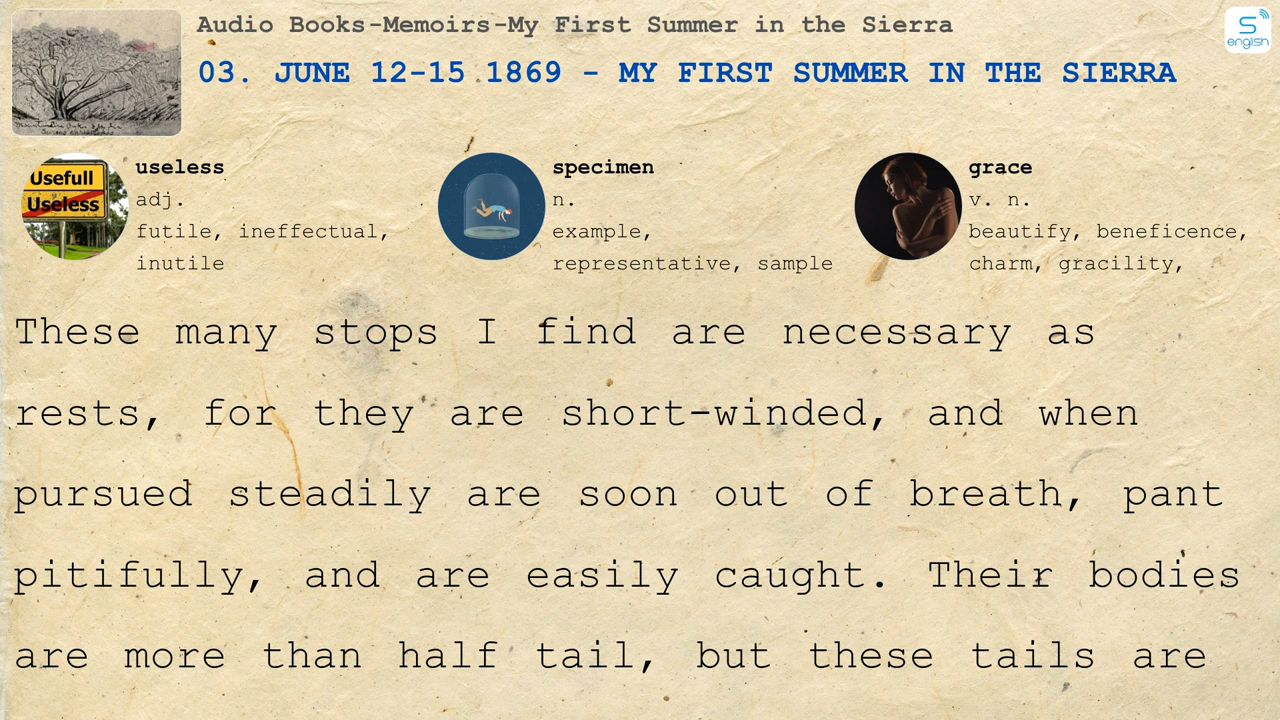 Audio Books-Memoirs-My First Summer in the Sierra
03. JUNE 12-15 1869 - MY FIRST SUMMER IN THE SIERRA
S
english
useless
adj.
futile, ineffectual,
inutile
Usefull
Useless
specimen
n.
example,
representative, sample
grace
v. n.
beautify, beneficence,
charm, gracility,
These many stops I find are necessary as
rests, for they are short-winded, and when
pursued steadily are soon out of breath, pant
pitifully, and are easily caught. Their bodies
are more than half tail, but these tails are